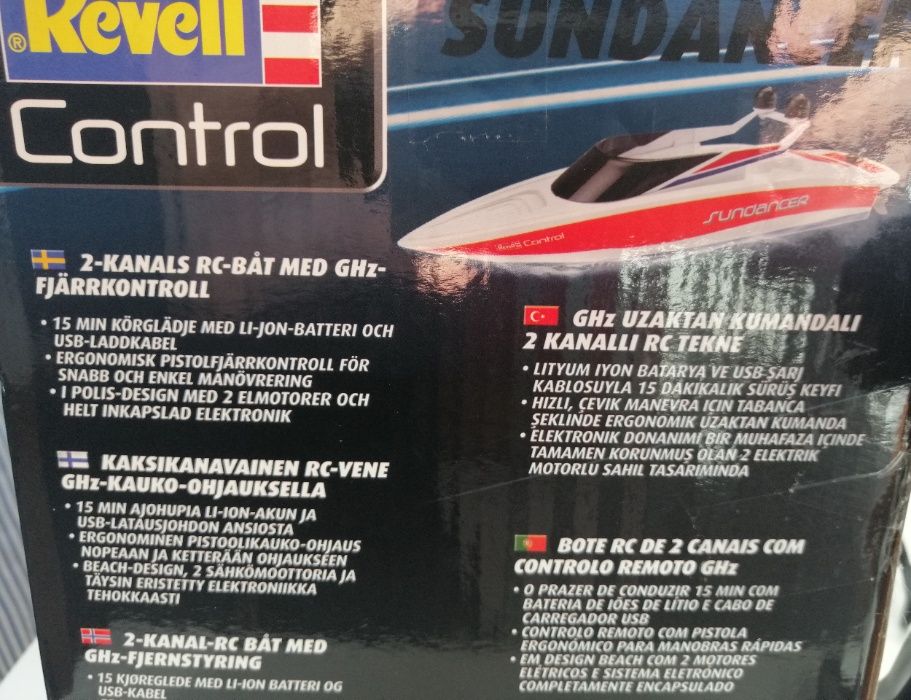 Revell
®
Control
SUNDANCER
Revell Control
SUNDANCER
2-KANALS RC-BÅT MED GHz-
FJÄRRKONTROLL
• 15 MIN KÖRGLÄDJE MED LI-JON-BATTERI OCH
USB-LADDKABEL
• ERGONOMISK PISTOLFJÄRRKONTROLL FÖR
SNABB OCH ENKEL MANÖVRERING
• I POLIS-DESIGN MED 2 ELMOTORER OCH
HELT INKAPSLAD ELEKTRONIK
KAKSIKANAVAINEN RC-VENE
GHz-KAUKO-OHJAUKSELLA
• 15 MIN AJOHUPIA LI-ION-AKUN JA
USB-LATAUSJOHDON ANSIOSTA
• ERGONOMINEN PISTOOLIKAUKO-OHJAUS
NOPEAAN JA KETTERÄÄN OHJAUKSEEN
• BEACH-DESIGN, 2 SÄHKÖMOOTTORIA JA
TÄYSIN ERISTETTY ELEKTRONIIKKA
TEHOKKAASTI
2-KANAL-RC BÅT MED
GHz-FJERNSTYRING
• 15 KJØREGLEDE MED LI-ION BATTERI OG
USB-KABEL
GHz UZAKTAN KUMANDALI
2 KANALLI RC TEKNE
• LITYUM IYON BATARYA VE USB ŞARJ
KABLOSUYLA 15 DAKIKALIK SÜRÜŞ KEYFI
• HIZLI, ÇEVIK MANEVRA IÇIN TABANCA
ŞEKLINDE ERGONOMIK UZAKTAN KUMANDA
• ELEKTRONIK DONANIMI BIR MUHAFAZA IÇINDE
TAMAMEN KORUNMUŞ OLAN 2 ELEKTRIK
MOTORLU SAHIL TASARIMINDA
BOTE RC DE 2 CANAIS COM
CONTROLO REMOTO GHz
• O PRAZER DE CONDUZIR 15 MIN COM
BATERIA DE IÕES DE LÍTIO E CABO DE
CARREGADOR USB
• CONTROLO REMOTO COM PISTOLA
ERGONÓMICO PARA MANOBRAS RÁPIDAS
• EM DESIGN BEACH COM 2 MOTORES
ELÉTRICOS E SISTEMA ELETRÓNICO
COMPLETAMENTE ENCAPSULADO